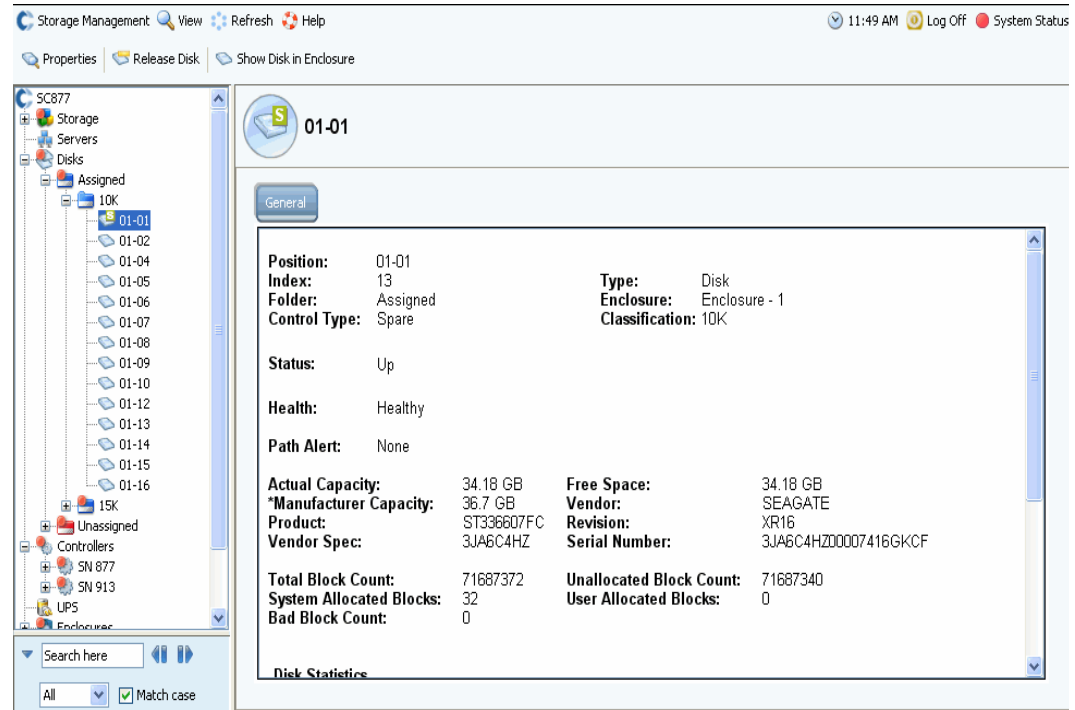 Storage Management View Refresh Help 11:49 AM Log Off System Status
Properties Release Disk Show Disk in Enclosure
SC877
Storage
Servers
Disks
Assigned
10K
01-01
01-02
01-04
01-05
01-06
01-07
01-08
01-09
01-10
01-12
01-13
01-14
01-15
01-16
15K
Unassigned
Controllers
SN 877
SN 913
UPS
Enclosures
Search here
All Match case
S 01-01
General
Position: 01-01
Index: 13 Type: Disk
Folder: Assigned Enclosure: Enclosure - 1
Control Type: Spare Classification: 10K
Status: Up
Health: Healthy
Path Alert: None
Actual Capacity: 34.18 GB Free Space: 34.18 GB
*Manufacturer Capacity: 36.7 GB Vendor: SEAGATE
Product: ST336607FC Revision: XR16
Vendor Spec: 3JA6C4HZ Serial Number: 3JA6C4HZ00007416GKCF
Total Block Count: 71687372 Unallocated Block Count: 71687340
System Allocated Blocks: 32 User Allocated Blocks: 0
Bad Block Count: 0
Disk Statistics